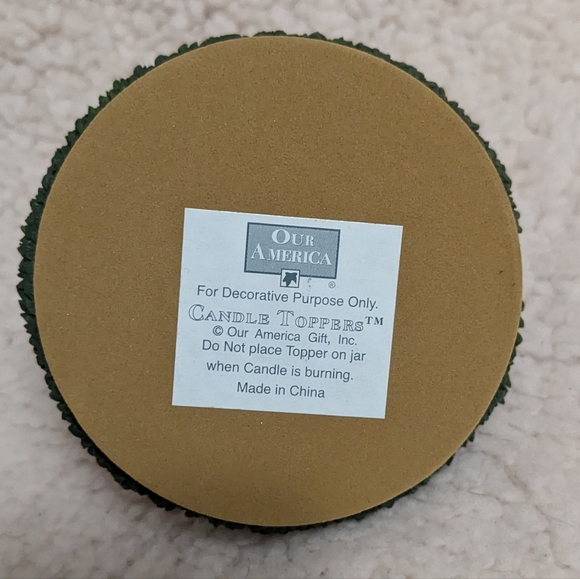 OUR
AMERICA
®
For Decorative Purpose Only.
CANDLE TOPPERS™
© Our America Gift, Inc.
Do Not place Topper on jar
when Candle is burning.
Made in China